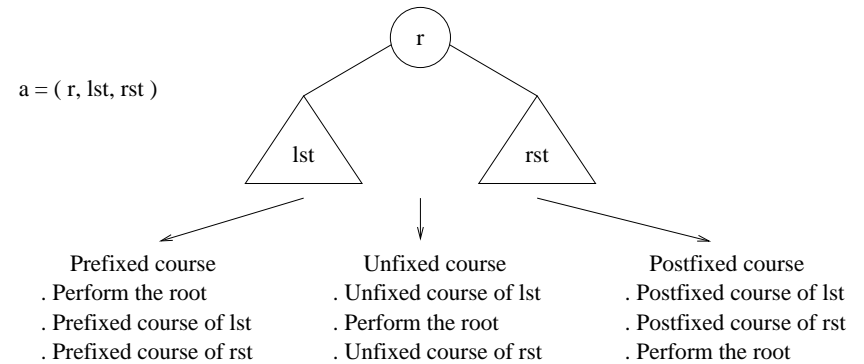 r
a = ( r, lst, rst )
lst
rst
Prefixed course
. Perform the root
. Prefixed course of lst
. Prefixed course of rst
Unfixed course
. Unfixed course of lst
. Perform the root
. Unfixed course of rst
Postfixed course
. Postfixed course of lst
. Postfixed course of rst
. Perform the root